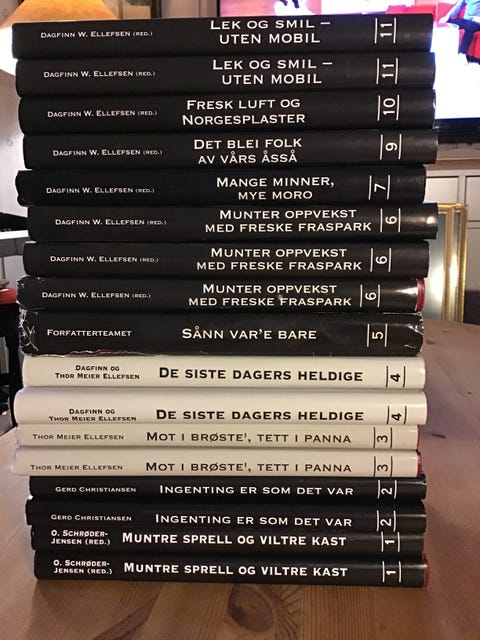 DAGFINN W. ELLEFSEN (RED.) LEK OG SMIL –
UTEN MOBIL 11
DAGFINN W. ELLEFSEN (RED.) LEK OG SMIL –
UTEN MOBIL 11
DAGFINN W. ELLEFSEN (RED.) FRESK LUFT OG
NORGESPLASTER 10
DAGFINN W. ELLEFSEN (RED.) DET BLEI FOLK
AV VÅRS ÅSSÅ 9
DAGFINN W. ELLEFSEN (RED.) MANGE MINNER,
MYE MORO 7
DAGFINN W. ELLEFSEN (RED.) MUNTER OPPVEKST
MED FRESKE FRASPARK 6
DAGFINN W. ELLEFSEN (RED.) MUNTER OPPVEKST
MED FRESKE FRASPARK 6
DAGFINN W. ELLEFSEN (RED.) MUNTER OPPVEKST
MED FRESKE FRASPARK 6
FORFATTERTEAMET SÅNN VAR'E BARE 5
DAGFINN OG
THOR MEIER ELLEFSEN DE SISTE DAGERS HELDIGE 4
DAGFINN OG
THOR MEIER ELLEFSEN DE SISTE DAGERS HELDIGE 4
THOR MEIER ELLEFSEN MOT I BRØSTE', TETT I PANNA 3
THOR MEIER ELLEFSEN MOT I BRØSTE', TETT I PANNA 3
GERD CHRISTIANSEN INGENTING ER SOM DET VAR 2
GERD CHRISTIANSEN INGENTING ER SOM DET VAR 2
O. SCHRØDER-
JENSEN (RED.) MUNTRE SPRELL OG VILTRE KAST 1
O. SCHRØDER-
JENSEN (RED.) MUNTRE SPRELL OG VILTRE KAST 1